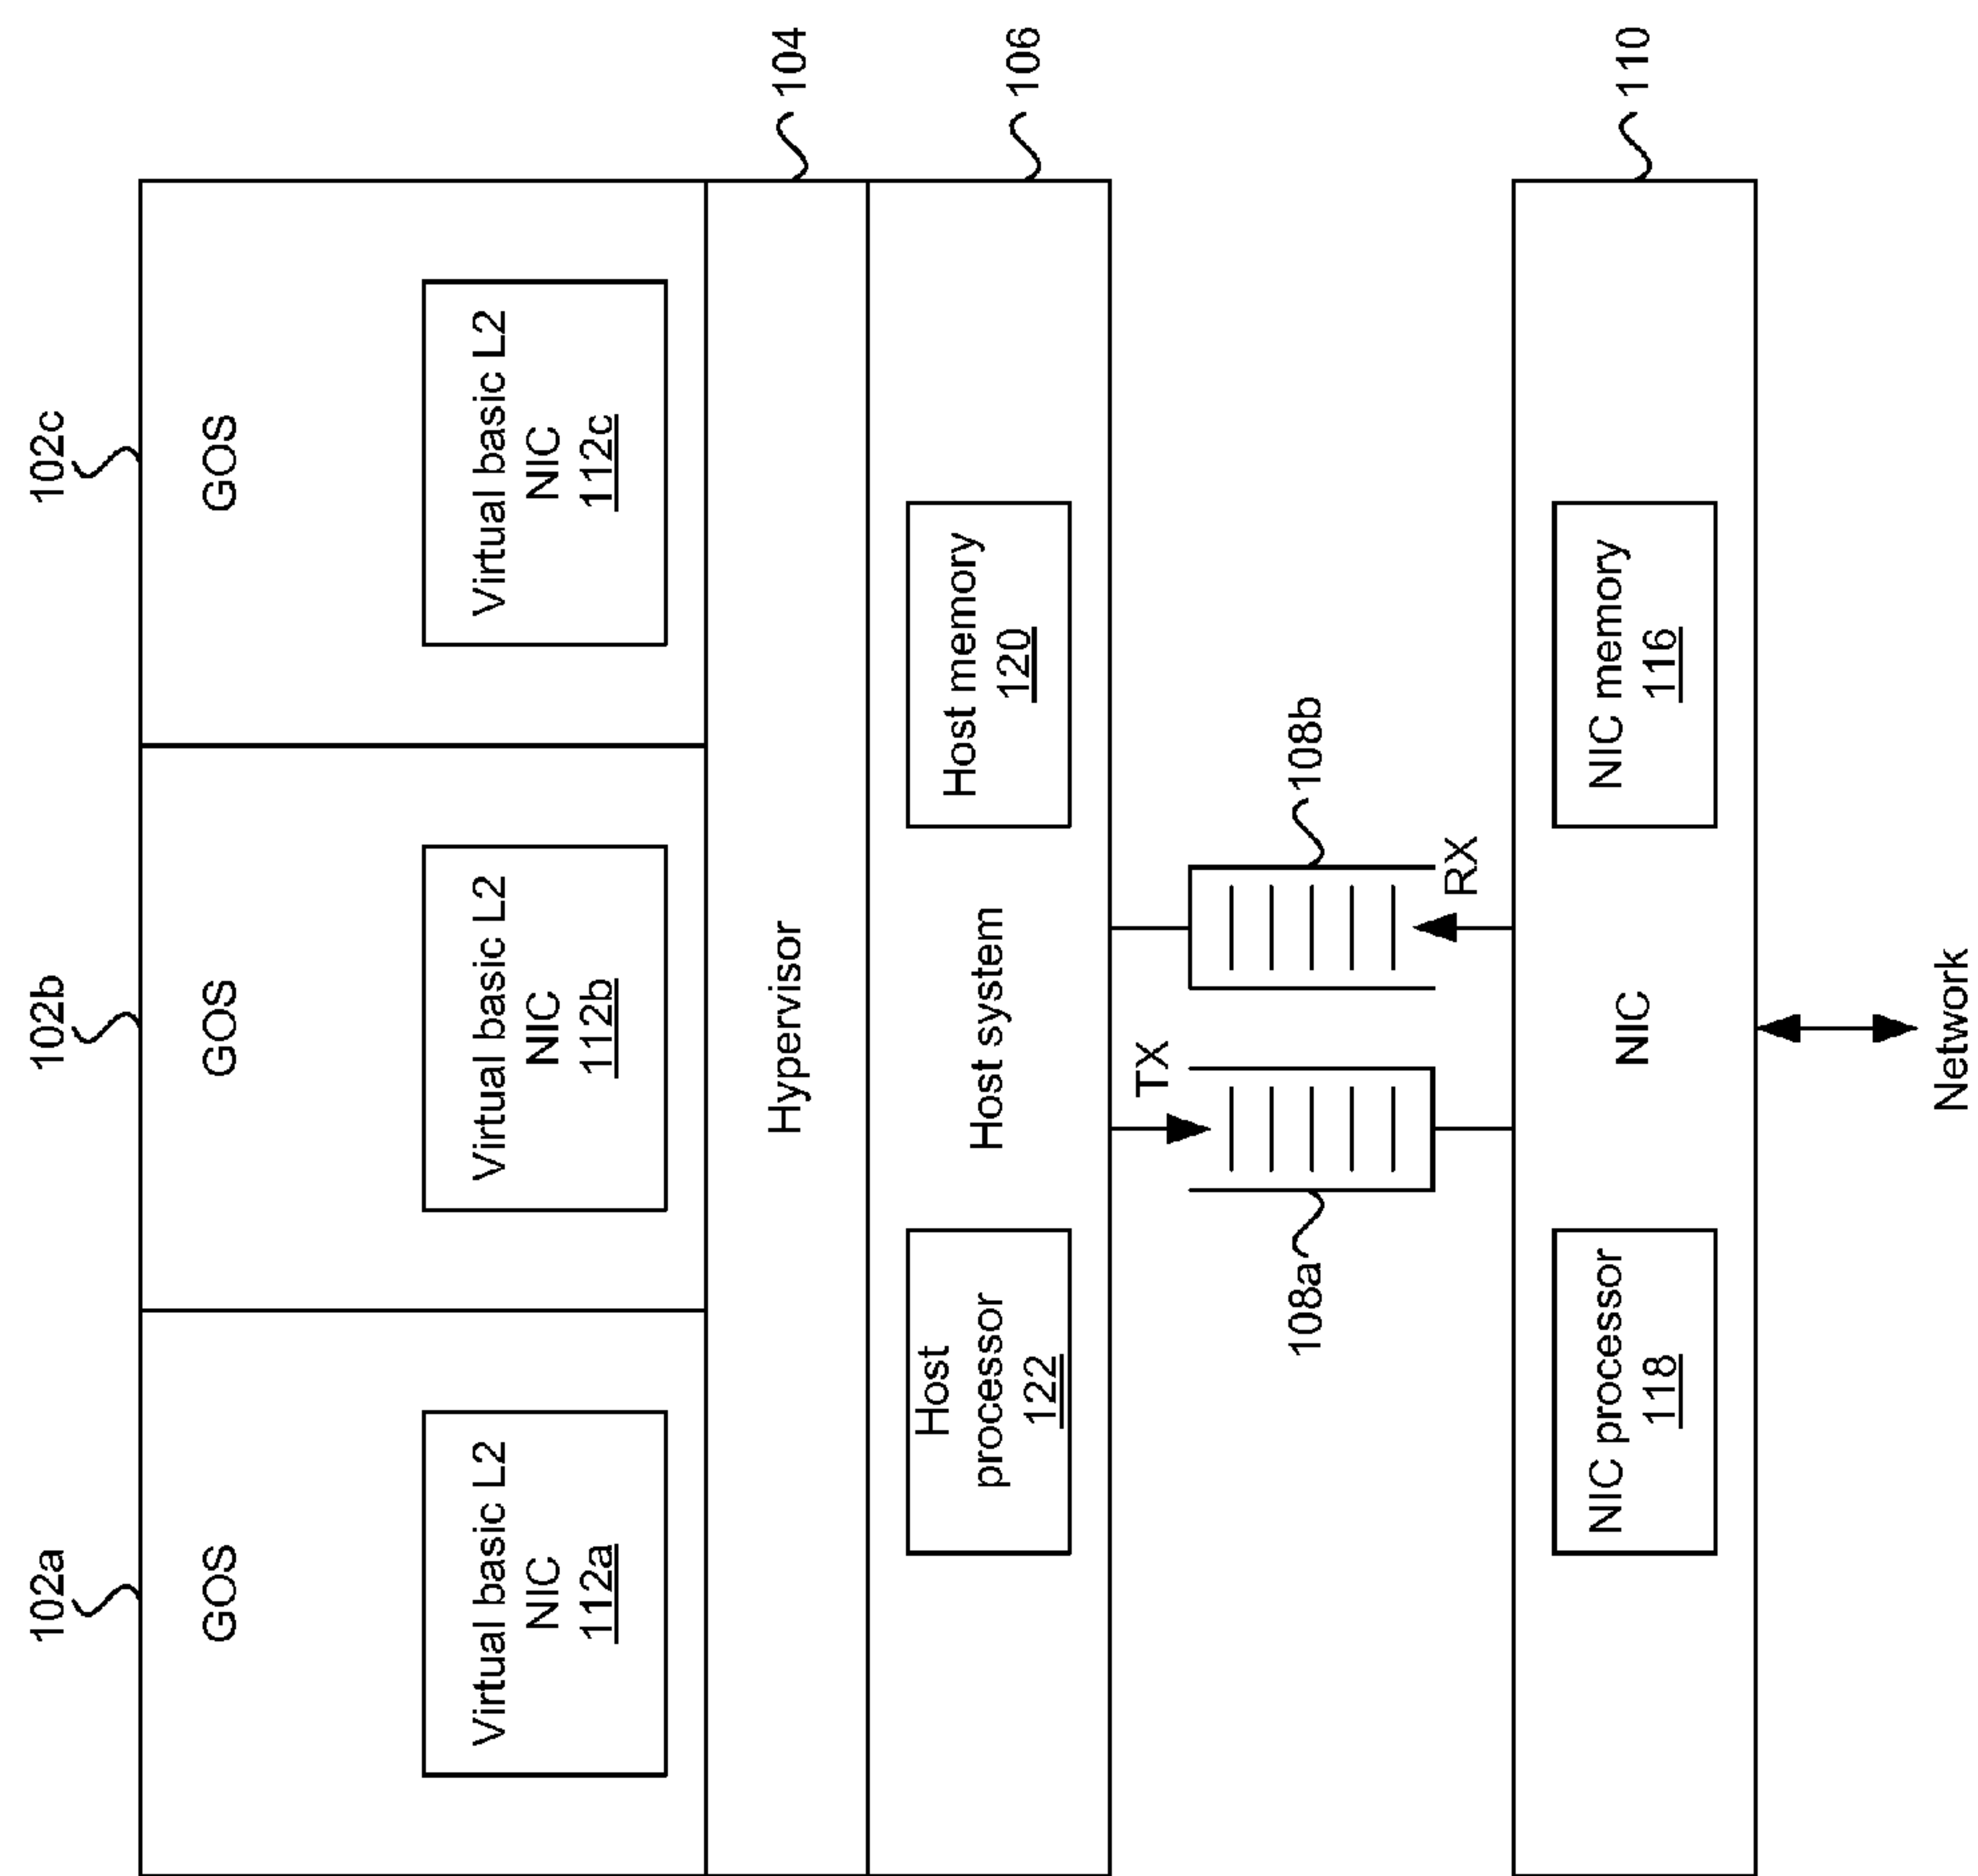 102a
102b
102c
GOS
GOS
GOS
Virtual basic L2
NIC
112a
Virtual basic L2
NIC
112b
Virtual basic L2
NIC
112c
104
Hypervisor
106
Host
processor
122
Host system
Host memory
120
TX
108a
108b
RX
110
NIC processor
118
NIC
NIC memory
116
Network